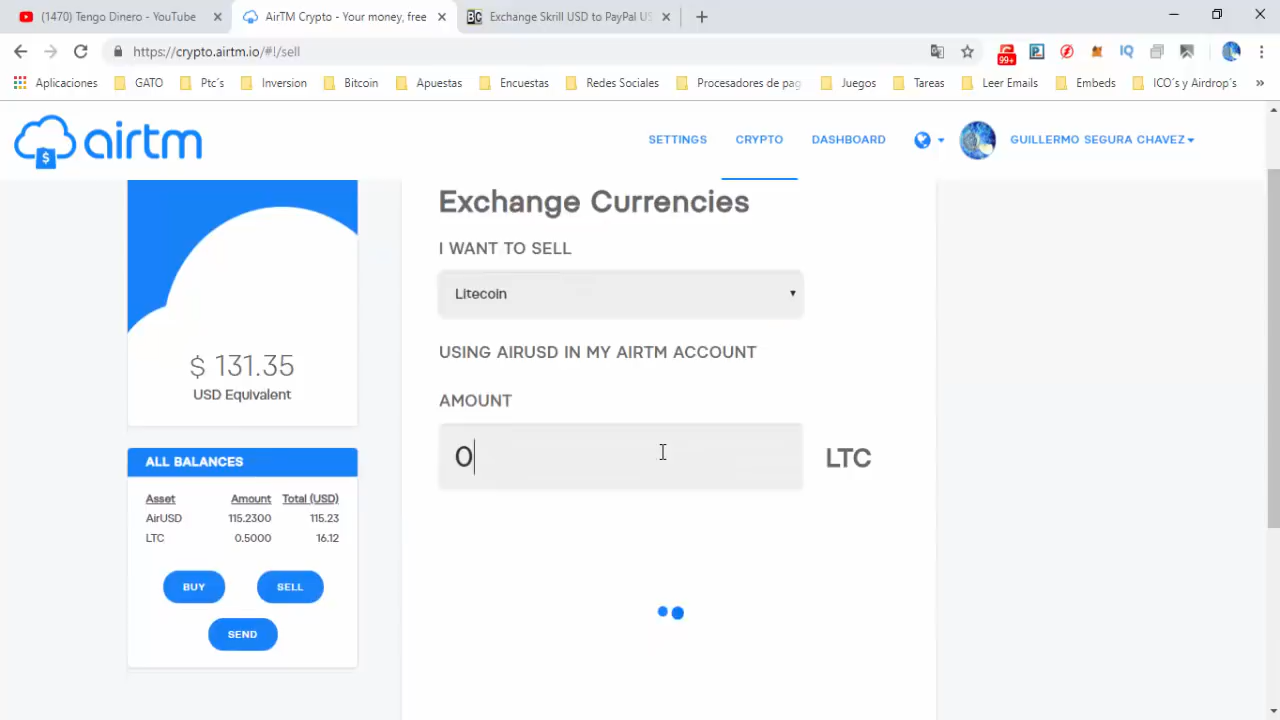 (1470) Tengo Dinero - YouTube
AirTM Crypto - Your money, free
BC Exchange Skrill USD to PayPal US
https://crypto.airtm.io/#!/sell
99+
IQ
Aplicaciones GATO Ptc´s Inversion Bitcoin Apuestas Encuestas Redes Sociales Procesadores de pag Juegos Tareas Leer Emails Embeds ICO´s y Airdrop´s »
$ airtm
SETTINGS CRYPTO DASHBOARD GUILLERMO SEGURA CHAVEZ
Exchange Currencies
I WANT TO SELL
Litecoin
USING AIRUSD IN MY AIRTM ACCOUNT
AMOUNT
0
LTC
$ 131.35
USD Equivalent
ALL BALANCES
Asset Amount Total (USD)
AirUSD 115.2300 115.23
LTC 0.5000 16.12
BUY SELL
SEND